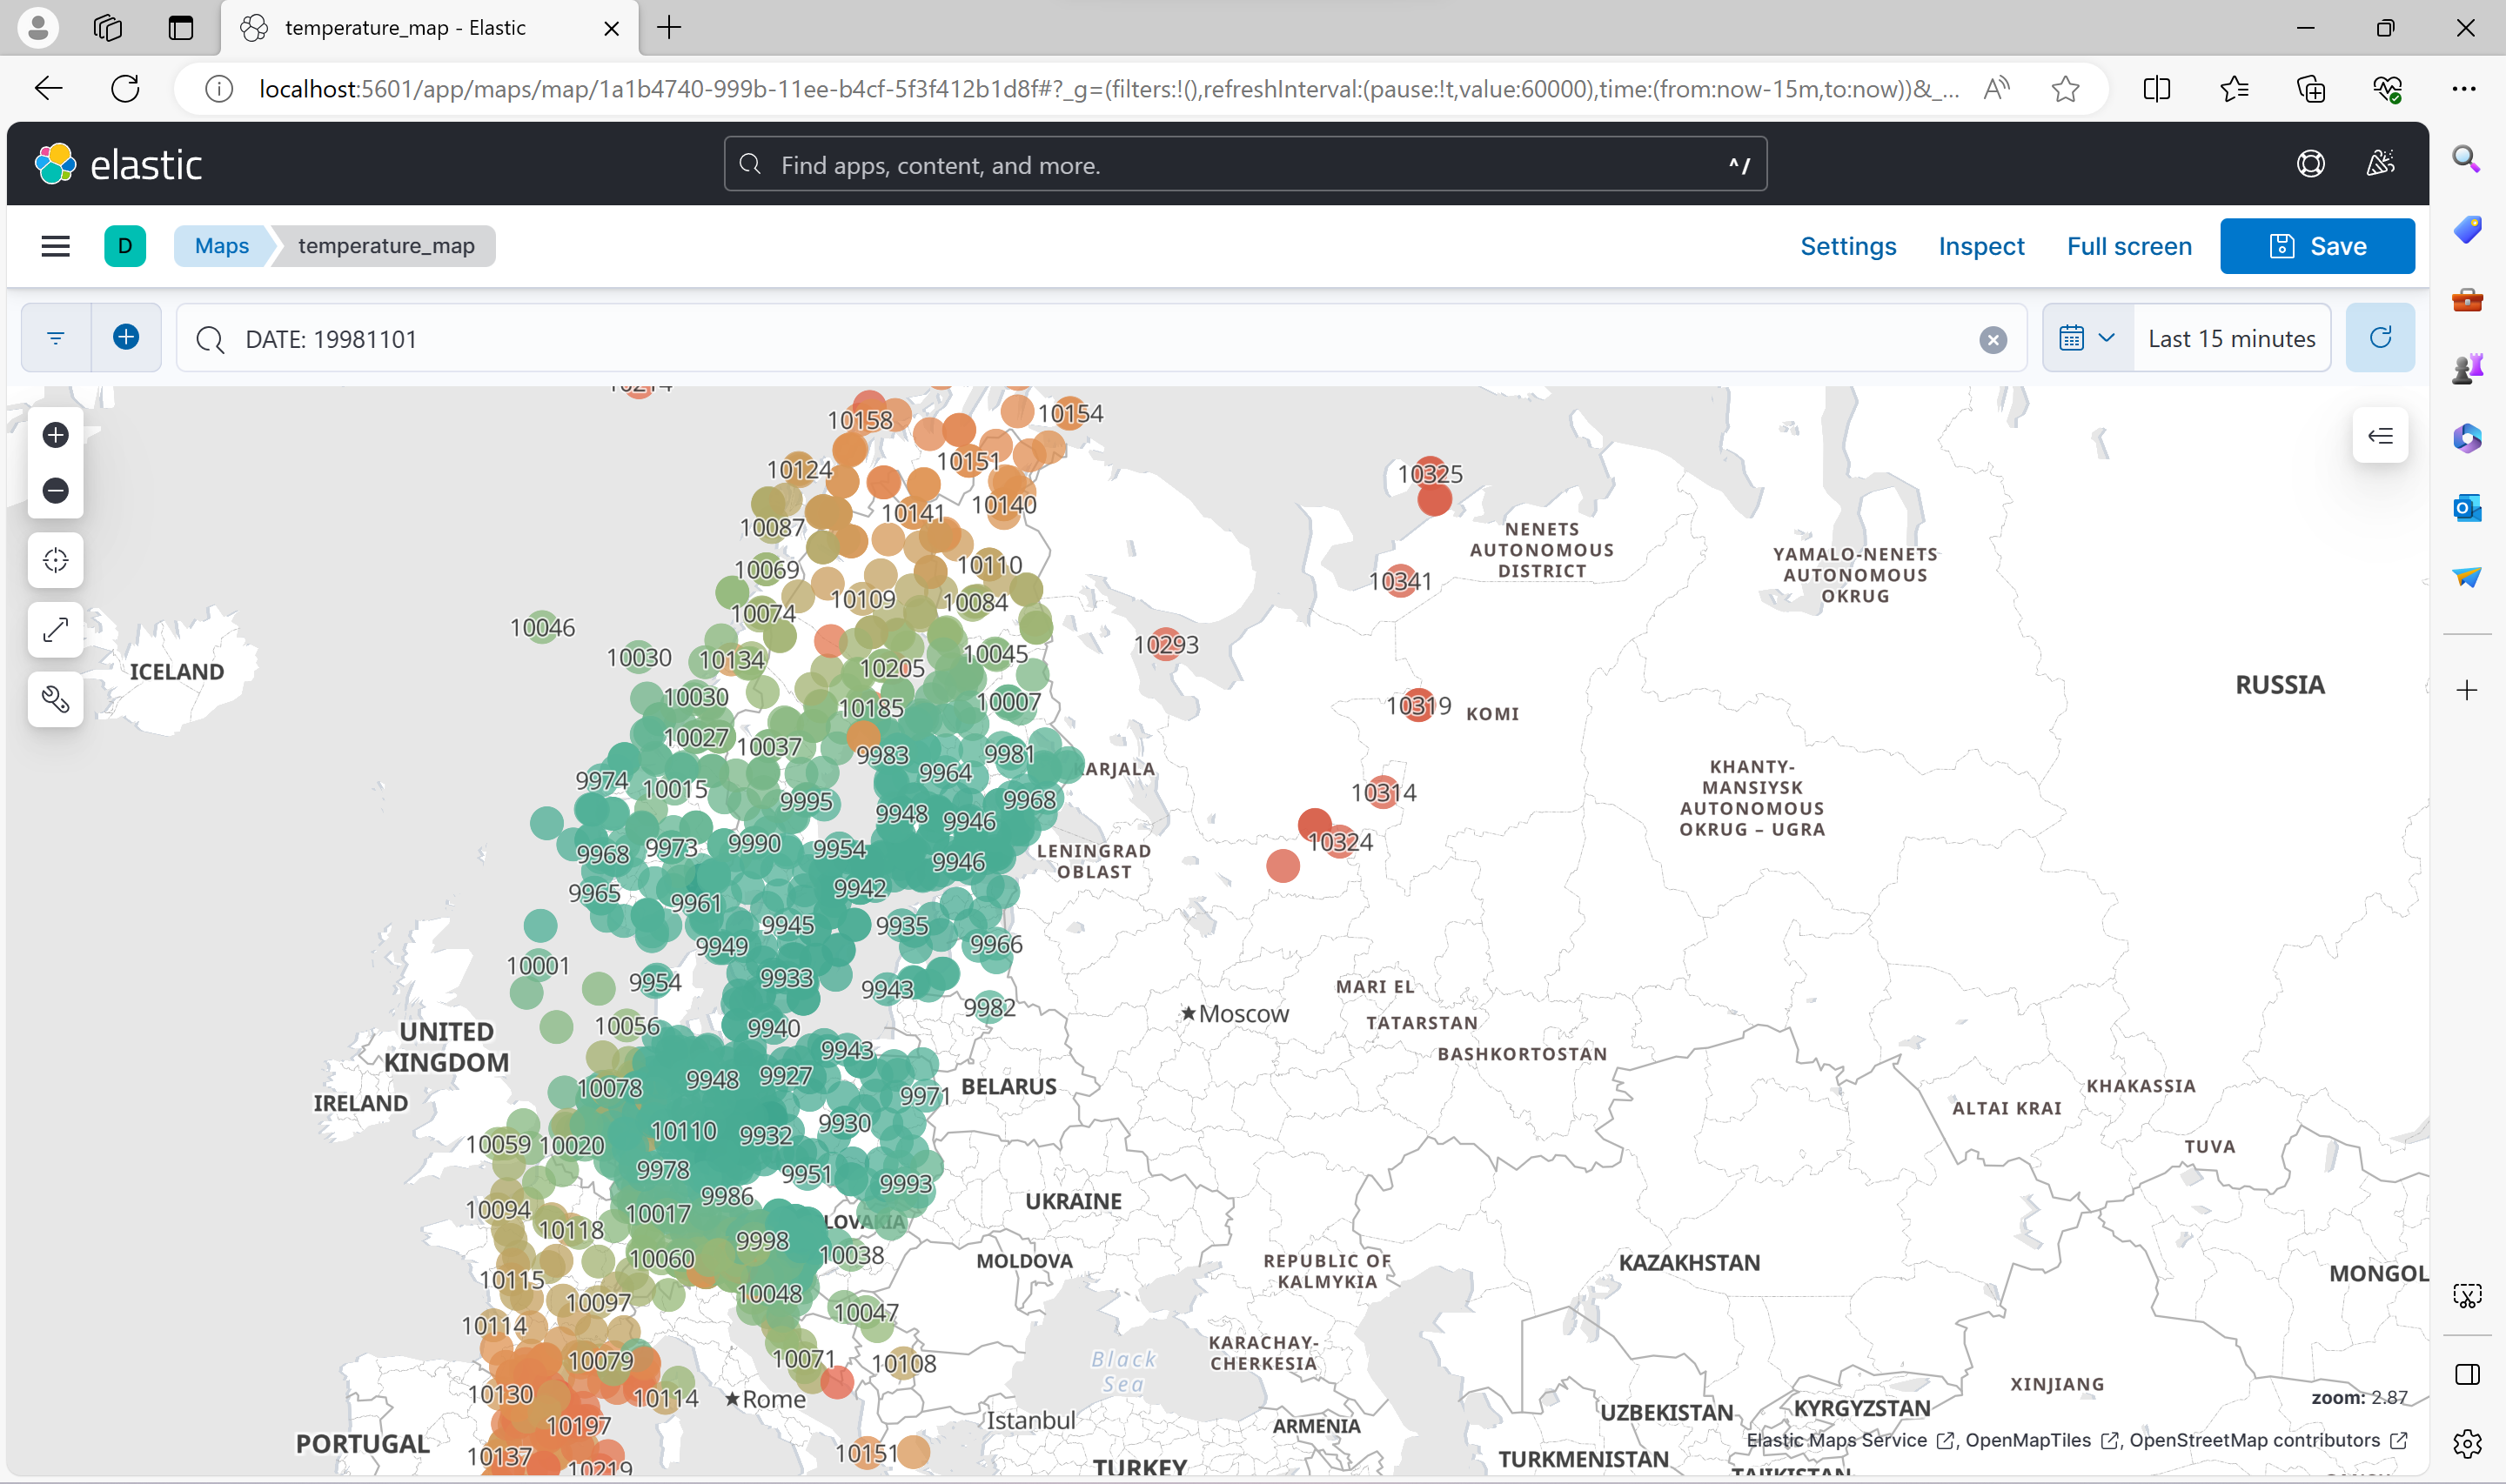 temperature_map - Elastic
localhost:5601/app/maps/map/1a1b4740-999b-11ee-b4cf-5f3f412b1d8f#?_g=(filters:!(),refreshInterval:(pause:!t,value:60000),time:(from:now-15m,to:now))&_...
elastic
Find apps, content, and more.
^/
D
Maps
temperature_map
Settings
Inspect
Full screen
Save
DATE: 19981101
Last 15 minutes
10214
10158
10154
10124
10151
10325
10087
10141
10140
NENETS
AUTONOMOUS
DISTRICT
YAMALO-NENETS
AUTONOMOUS
OKRUG
10069
10110
10341
10074
10109
10084
10046
10293
ICELAND
10030
10134
10205
10045
RUSSIA
10030
10185
10007
10319
KOMI
10027
10037
9983
9981
9974
10015
9964
ARJALA
KHANTY-
MANSIYSK
AUTONOMOUS
OKRUG – UGRA
9995
9968
10314
9948
9946
9968
9973
9990
9954
10324
9946
LENINGRAD
OBLAST
9965
9961
9942
9945
9935
9949
9966
10001
9954
9933
9943
MARI EL
9982
Moscow
10056
9940
TATARSTAN
UNITED
KINGDOM
9943
BASHKORTOSTAN
10078
9948
9927
9971
BELARUS
KHAKASSIA
IRELAND
ALTAI KRAI
10059
10020
10110
9932
9930
TUVA
9978
9951
9993
9986
UKRAINE
10094
10118
10017
LOVAKIA
9998
10038
10060
MOLDOVA
REPUBLIC OF
KALMYKIA
KAZAKHSTAN
MONGOL
10115
10097
10048
10047
10114
10079
10071
10108
Black
Sea
KARACHAY-
CHERKESIA
10130
10114
Rome
XINJIANG
zoom: 2.87
10197
Istanbul
ARMENIA
UZBEKISTAN
KYRGYZSTAN
PORTUGAL
10137
10219
10151
TURKEY
TURKMENISTAN
TAJIKISTAN
Elastic Maps Service , OpenMapTiles , OpenStreetMap contributors